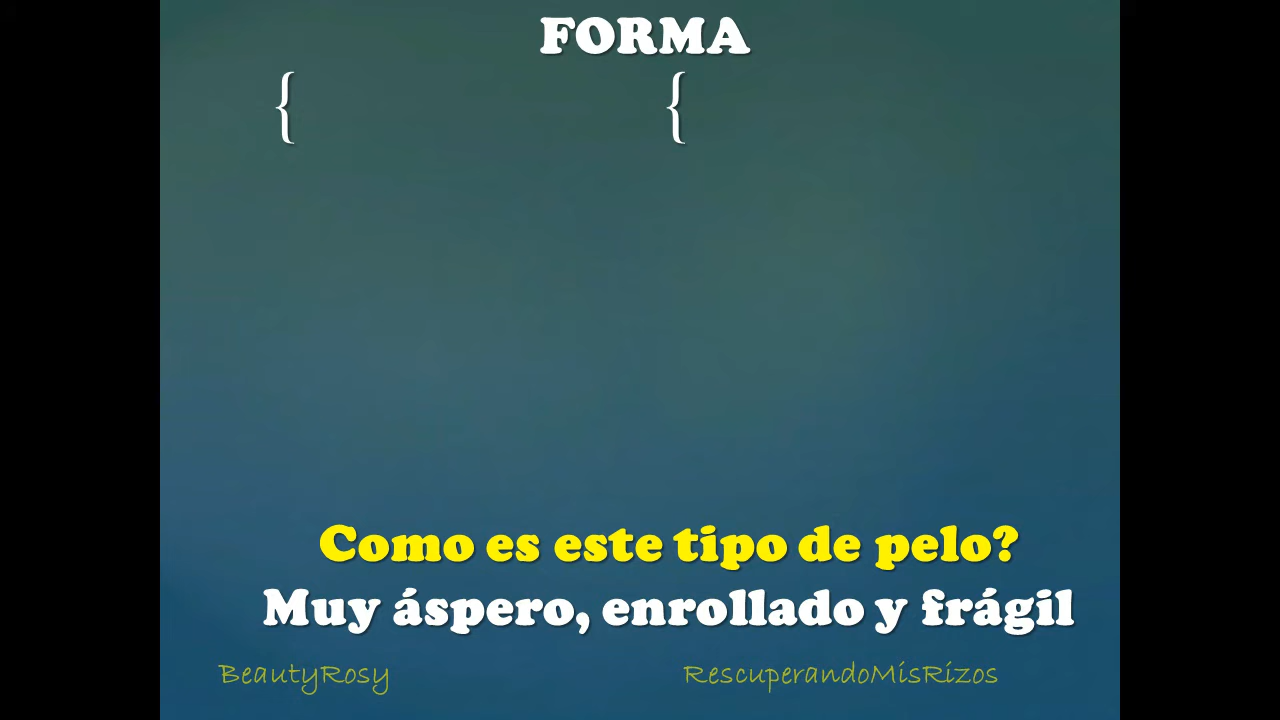 FORMA
{ {
Como es este tipo de pelo?
Muy áspero, enrollado y frágil
BeautyRosy RescuperandoMisRizos